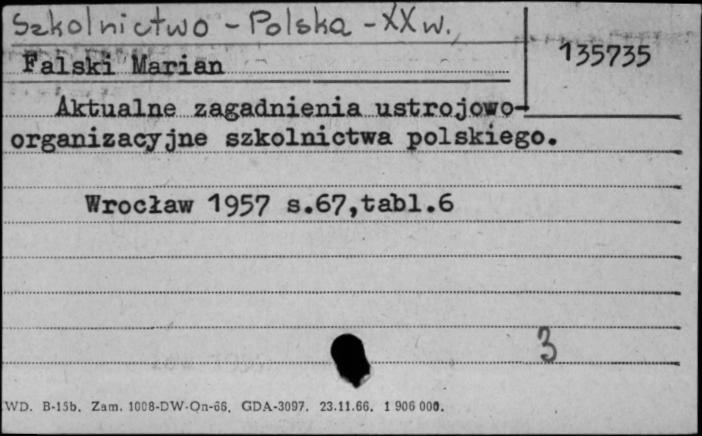 Szkolnictwo - Polska - XX w.
135735
Falski Marian
Aktualne zagadnienia ustrojowo-
organizacyjne szkolnictwa polskiego.
Wrocław 1957 s.67,tabl.6
3
WD. B-15b. Zam. 1008-DW-On-66. GDA-3097. 23.11.66. 1 906 000.